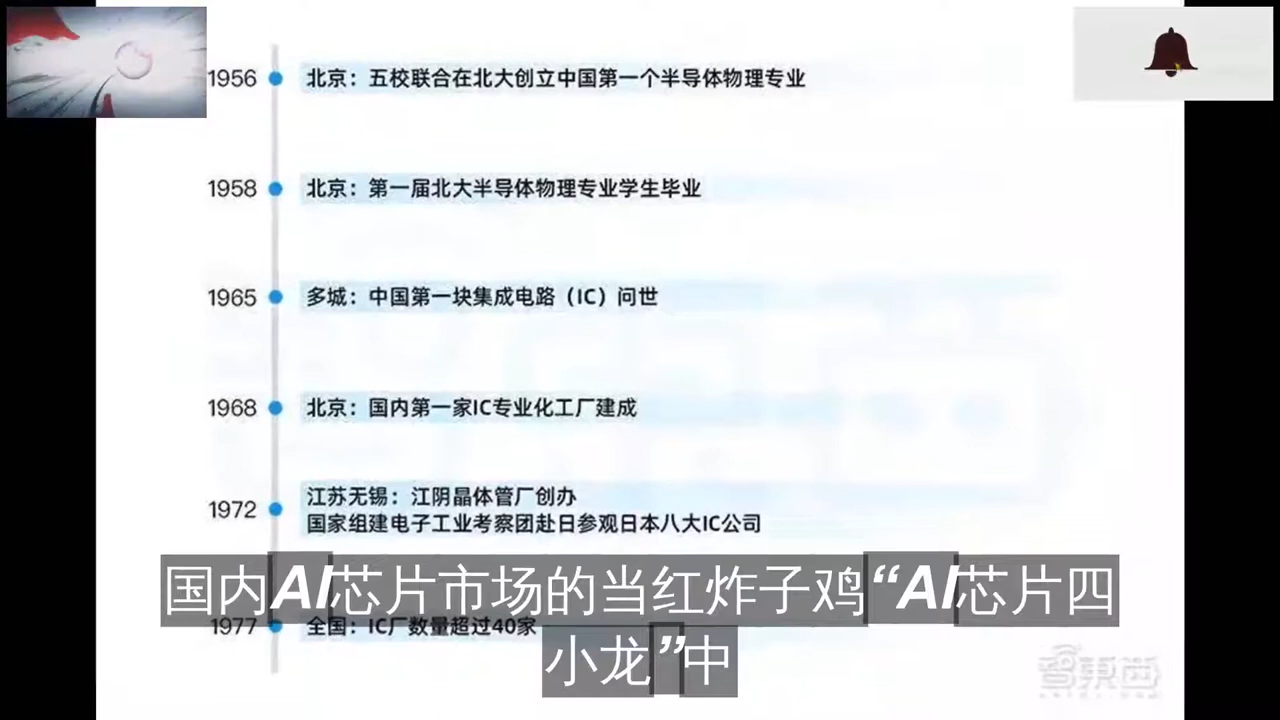 1956 北京：五校联合在北大创立中国第一个半导体物理专业
1958 北京：第一届北大半导体物理专业学生毕业
1965 多城：中国第一块集成电路（IC）问世
1968 北京：国内第一家IC专业化工厂建成
1972 江苏无锡：江阴晶体管厂创办
国家组建电子工业考察团赴日参观日本八大IC公司
国内AI芯片市场的当红炸子鸡“AI芯片四
1977 全国：IC厂数量超过40家
小龙”中
智東西